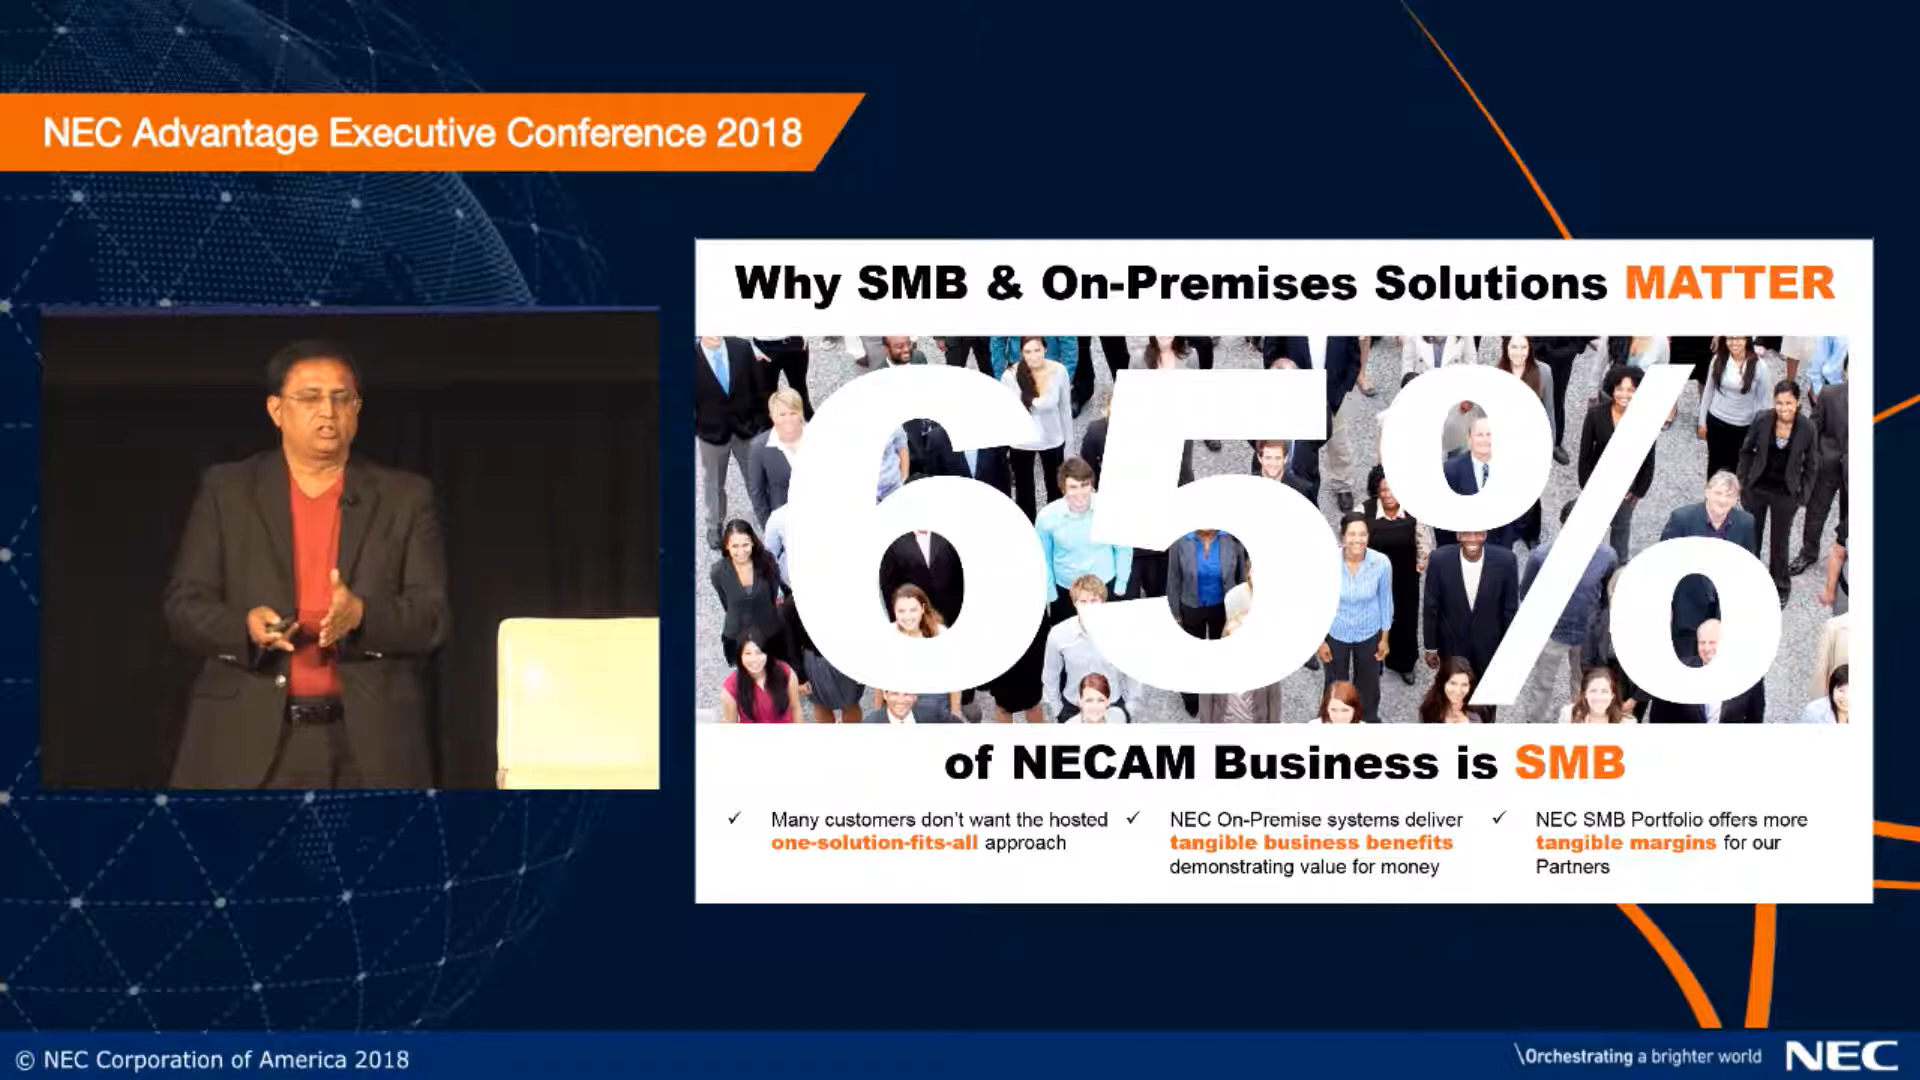 NEC Advantage Executive Conference 2018
Why SMB & On-Premises Solutions MATTER
65%
of NECAM Business is SMB
✓ Many customers don't want the hosted
one-solution-fits-all approach
✓ NEC On-Premise systems deliver
tangible business benefits
demonstrating value for money
✓ NEC SMB Portfolio offers more
tangible margins for our
Partners
© NEC Corporation of America 2018
\Orchestrating a brighter world
NEC